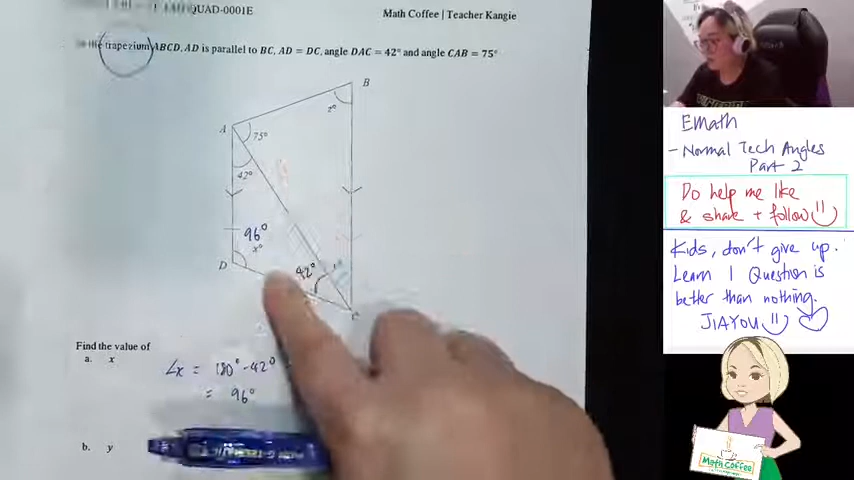 QUAD-0001E
Math Coffee | Teacher Kangie
trapezium ABCD, AD is parallel to BC, AD = DC, angle DAC = 42° and angle CAB = 75°
B
z°
A
75°
42°
96°
x°
D
42°
Find the value of
a. x
∠x = 180° - 42°
= 96°
b. y
EMath
- Normal Tech Angles
Part 2
Do help me like
& share + follow
Kids, don't give up.
Learn 1 Question is
better than nothing.
JIAYOU
Math Coffee